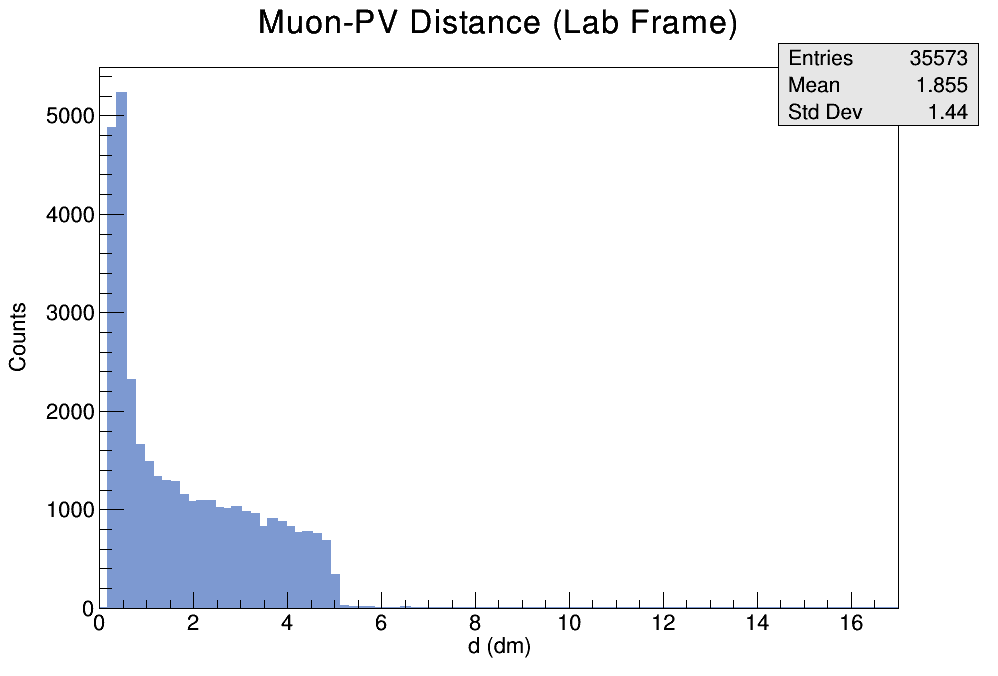 Muon-PV Distance (Lab Frame)
Entries 35573
Mean 1.855
Std Dev 1.44
5000
4000
3000
2000
1000
0
Counts
0 2 4 6 8 10 12 14 16
d (dm)